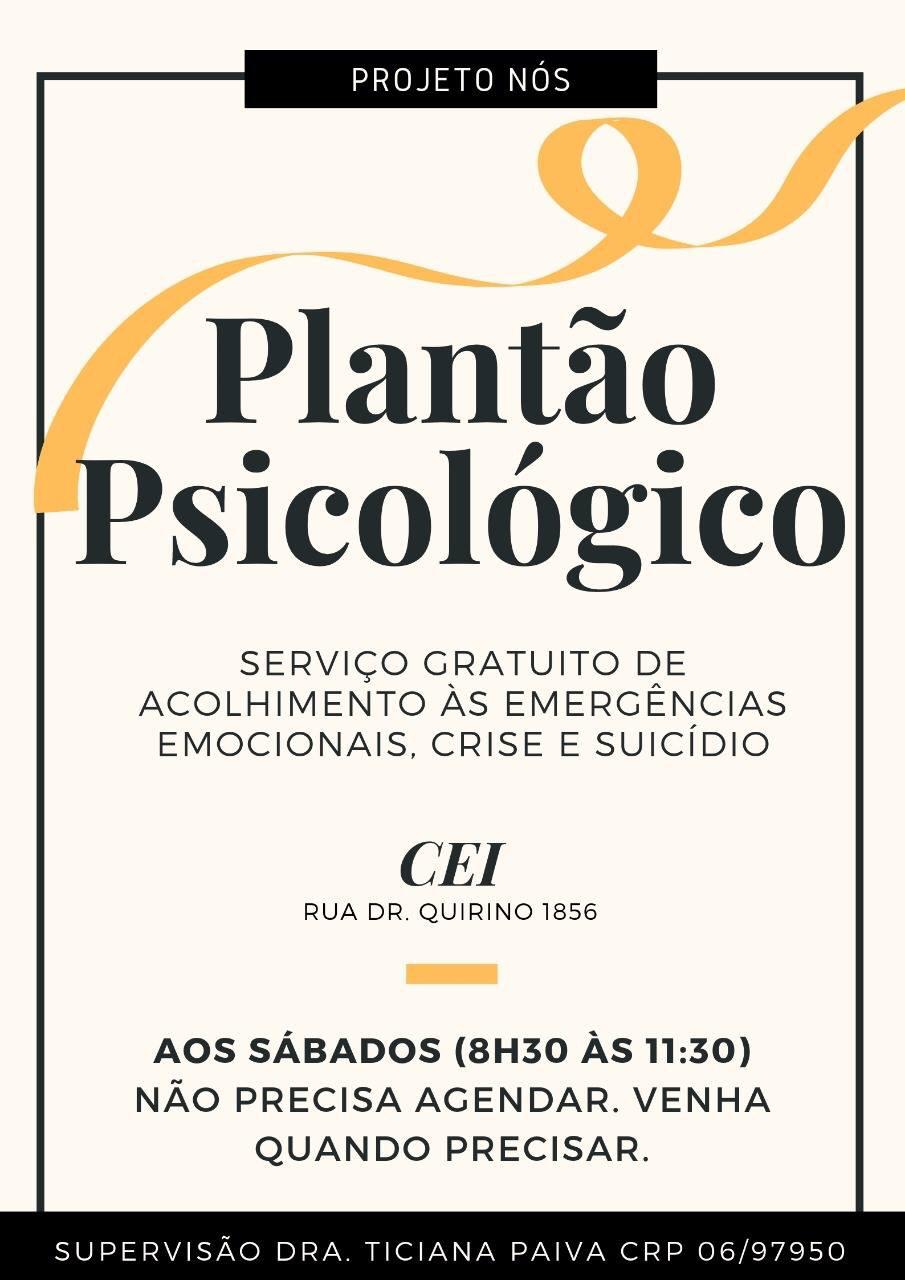 PROJETO NÓS
Plantão
Psicológico
SERVIÇO GRATUITO DE
ACOLHIMENTO ÀS EMERGÊNCIAS
EMOCIONAIS, CRISE E SUICÍDIO
CEI
RUA DR. QUIRINO 1856
AOS SÁBADOS (8H30 ÀS 11:30)
NÃO PRECISA AGENDAR. VENHA
QUANDO PRECISAR.
SUPERVISÃO DRA. TICIANA PAIVA CRP 06/97950